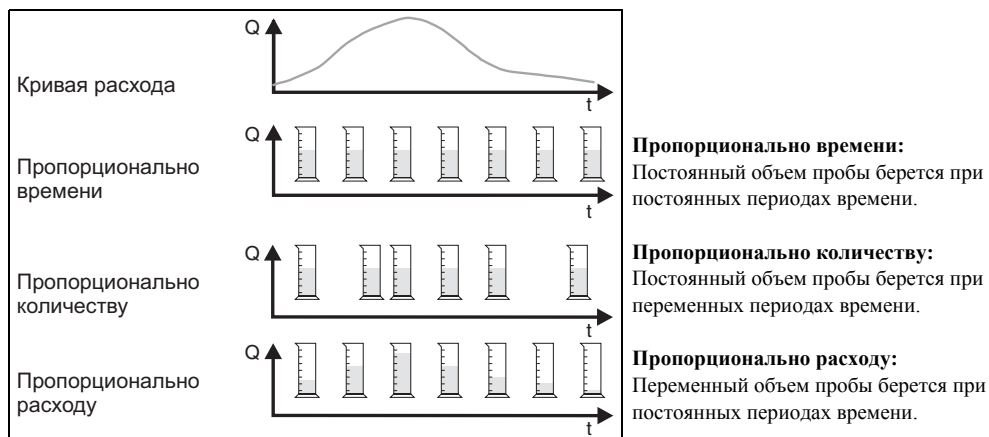 Q
Кривая расхода
t
Q
Пропорционально
времени
t
Q
Пропорционально
количеству
t
Q
Пропорционально
расходу
t
Пропорционально времени:
Постоянный объем пробы берется при
постоянных периодах времени.
Пропорционально количеству:
Постоянный объем пробы берется при
переменных периодах времени.
Пропорционально расходу:
Переменный объем пробы берется при
постоянных периодах времени.